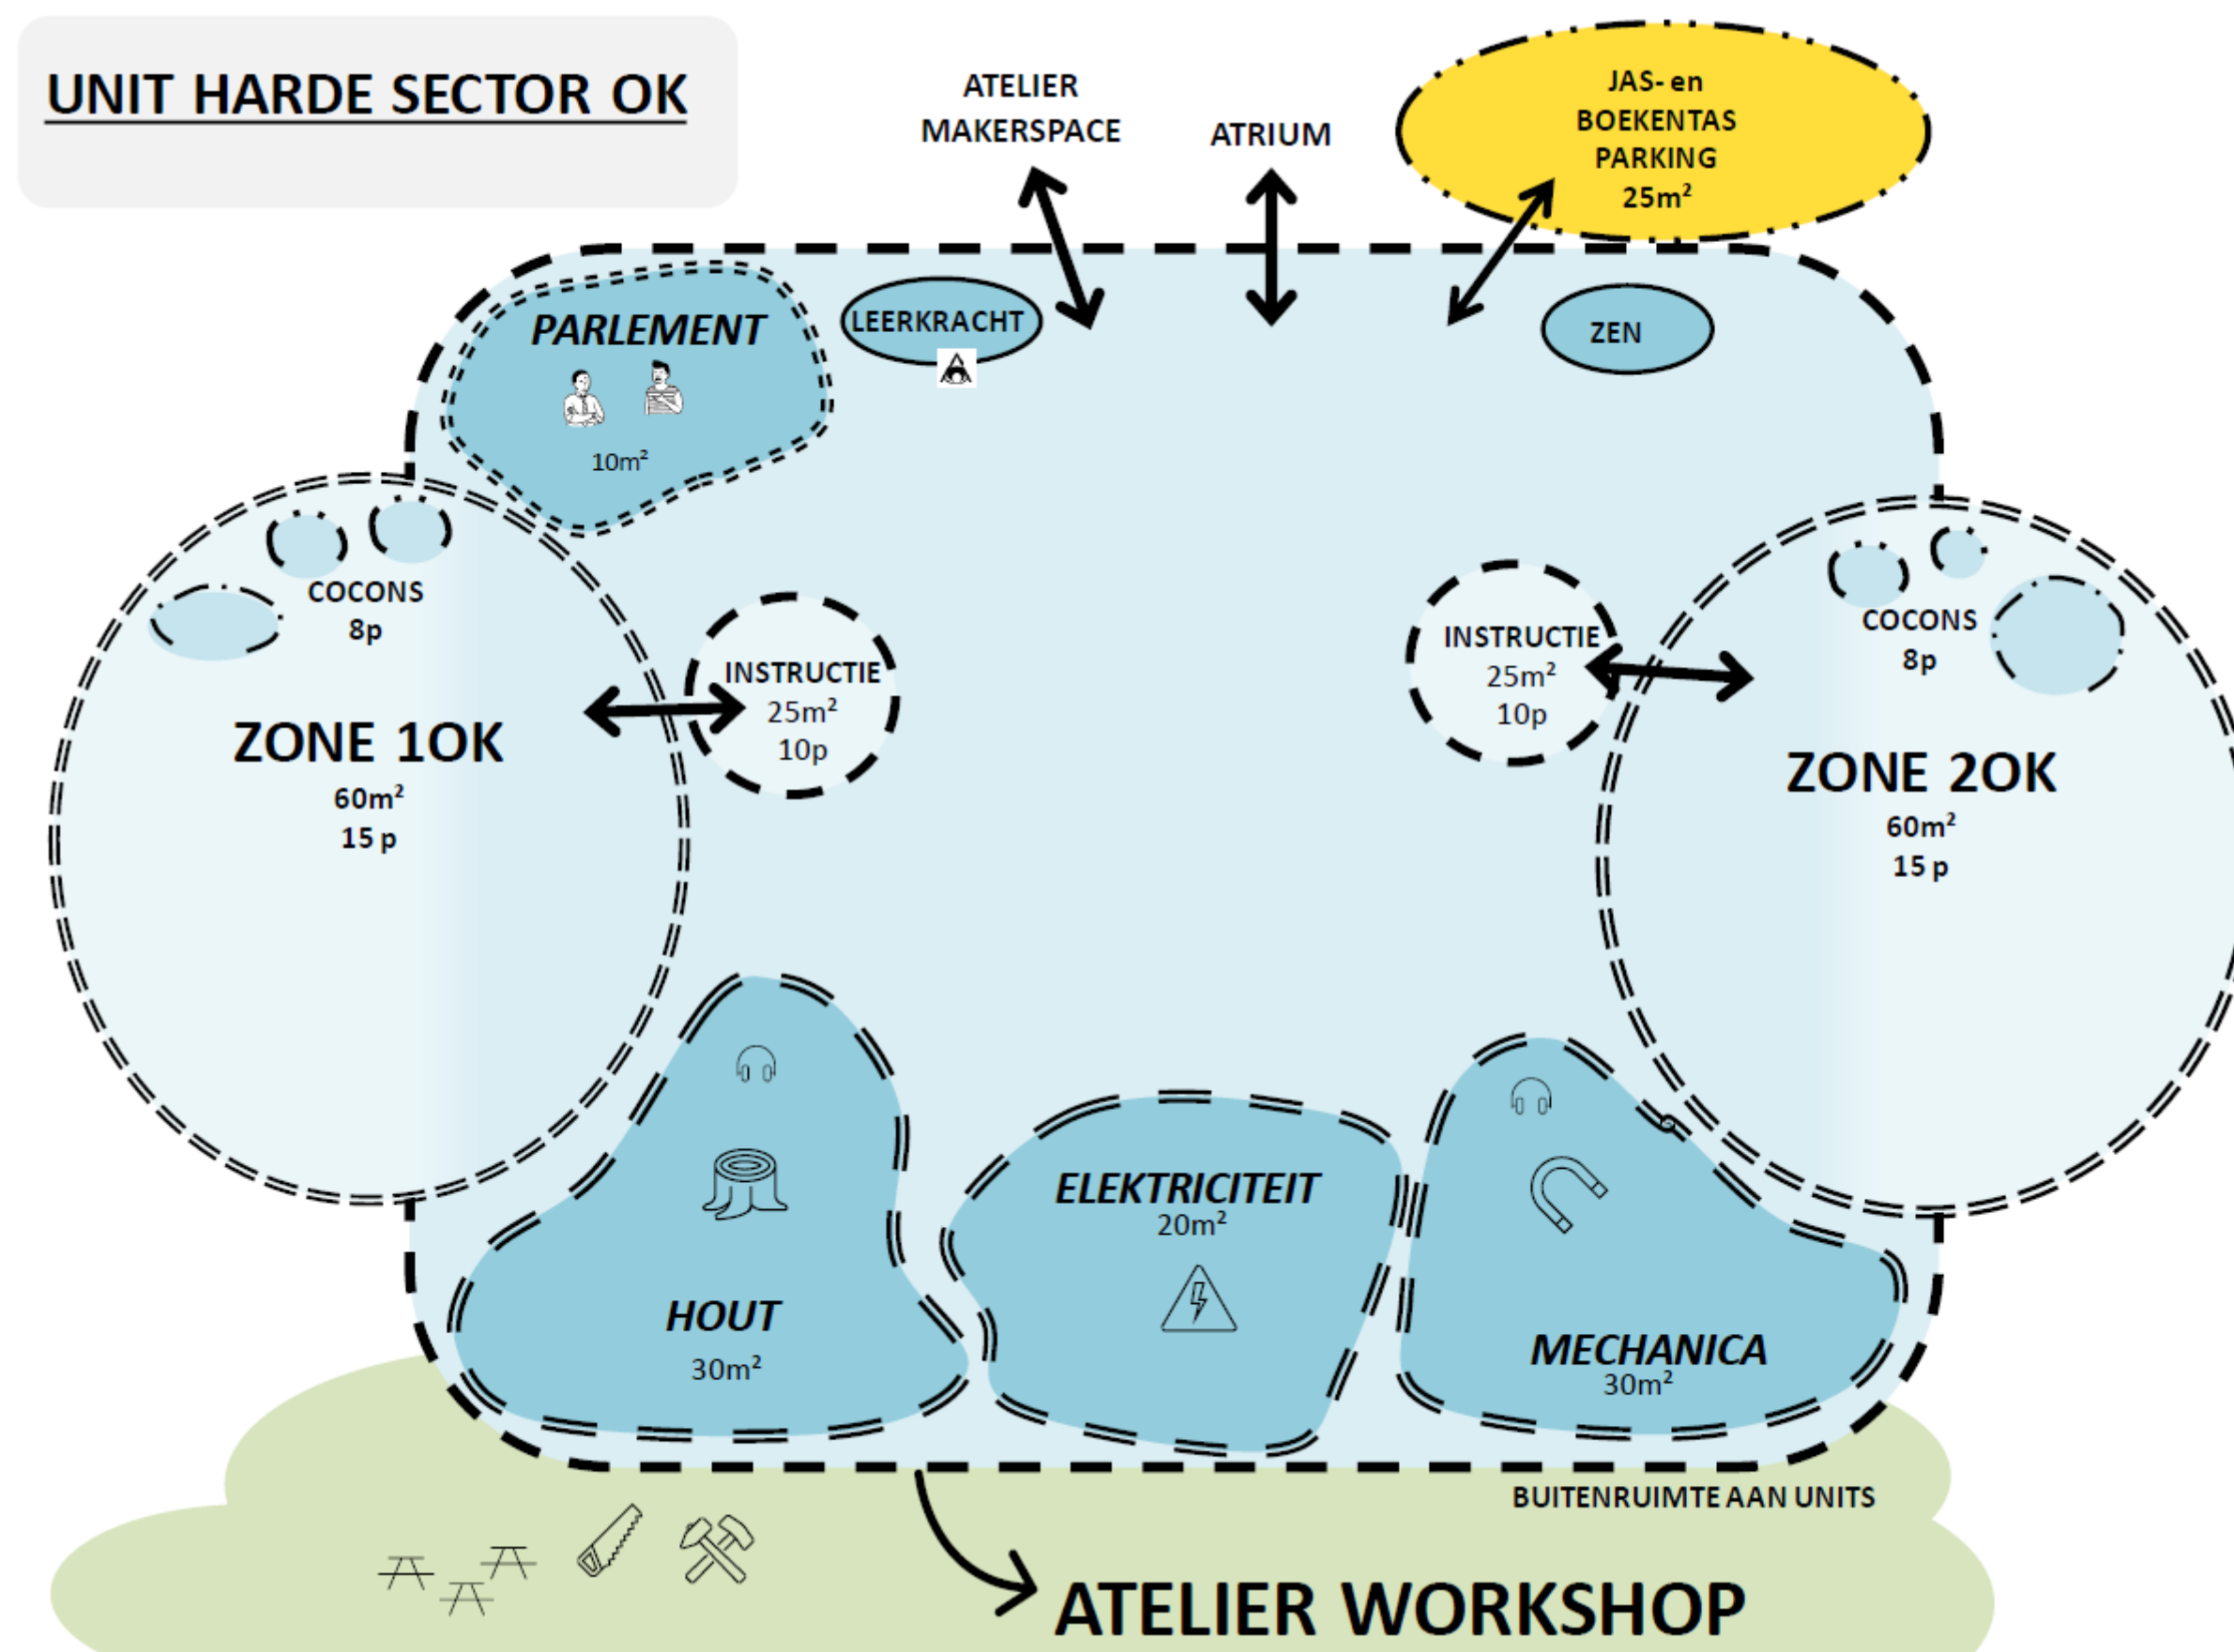 UNIT HARDE SECTOR OK
ATELIER
MAKERSPACE
ATRIUM
JAS- en
BOEKENTAS
PARKING
25m²
PARLEMENT
10m²
LEERKRACHT
ZEN
COCONS
8p
ZONE 1OK
60m²
15 p
INSTRUCTIE
25m²
10p
INSTRUCTIE
25m²
10p
COCONS
8p
ZONE 2OK
60m²
15 p
HOUT
30m²
ELEKTRICITEIT
20m²
MECHANICA
30m²
BUITENRUIMTE AAN UNITS
ATELIER WORKSHOP